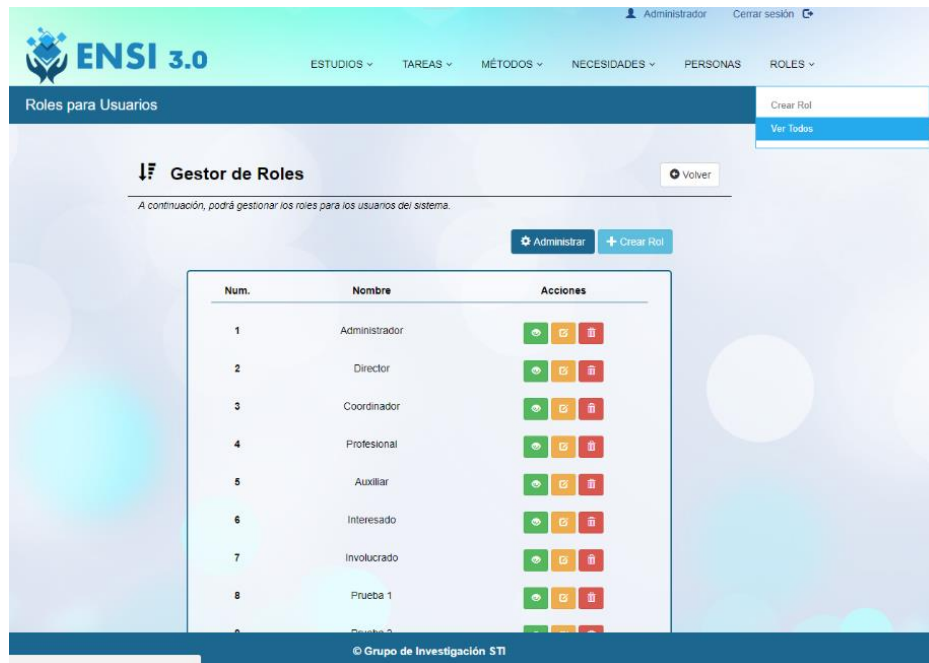 Administrador Cerrar sesión
ENSI 3.0
ESTUDIOS TAREAS MÉTODOS NECESIDADES PERSONAS ROLES
Roles para Usuarios
Crear Rol
Ver Todos
Gestor de Roles
Volver
A continuación, podrá gestionar los roles para los usuarios del sistema.
Administrar Crear Rol
Num. Nombre Acciones
1 Administrador
2 Director
3 Coordinador
4 Profesional
5 Auxiliar
6 Interesado
7 Involucrado
8 Prueba 1
© Grupo de Investigación STI